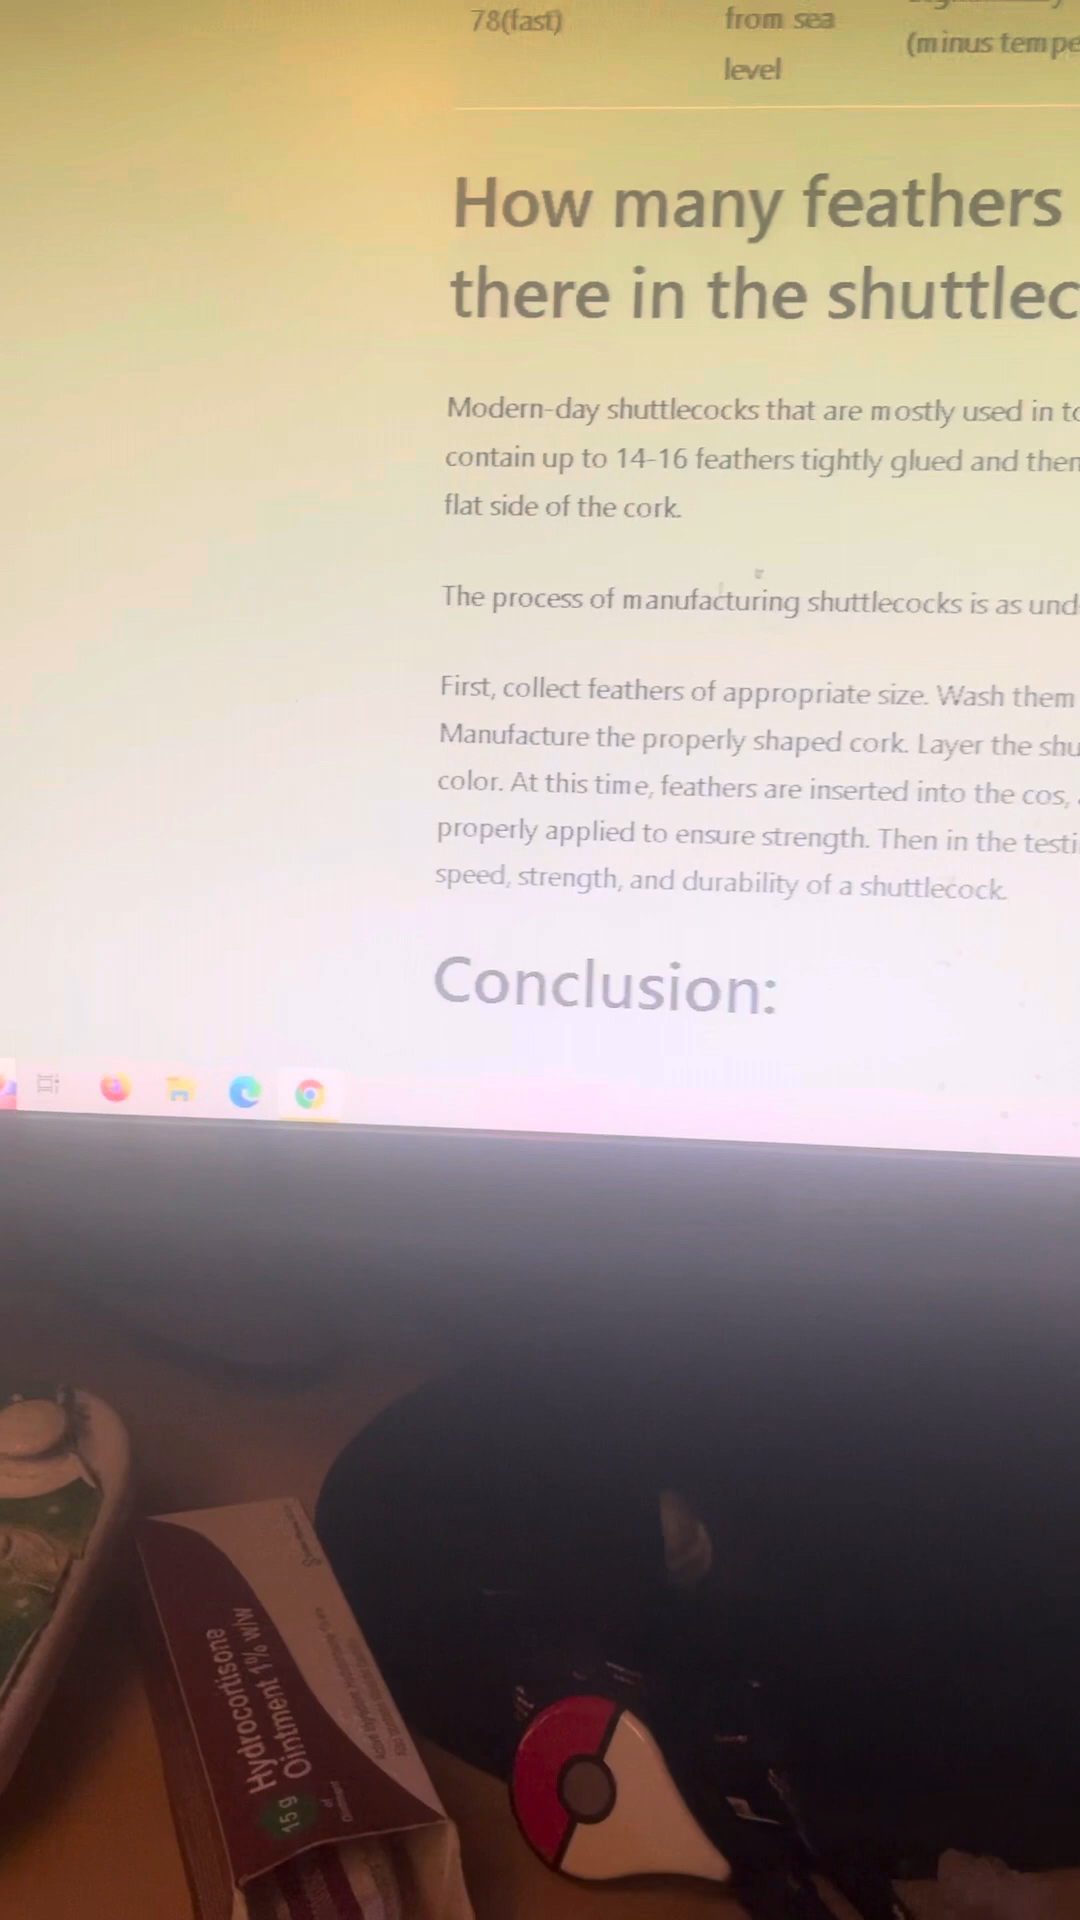 78(fast)
from sea
level
(minus tempe
How many feathers
there in the shuttlec
Modern-day shuttlecocks that are mostly used in to
contain up to 14-16 feathers tightly glued and then
flat side of the cork.
The process of manufacturing shuttlecocks is as und
First, collect feathers of appropriate size. Wash them
Manufacture the properly shaped cork. Layer the shu
color. At this time, feathers are inserted into the cos,
properly applied to ensure strength. Then in the testi
speed, strength, and durability of a shuttlecock.
Conclusion:
Hydrocortisone
Ointment 1% w/w
15 g